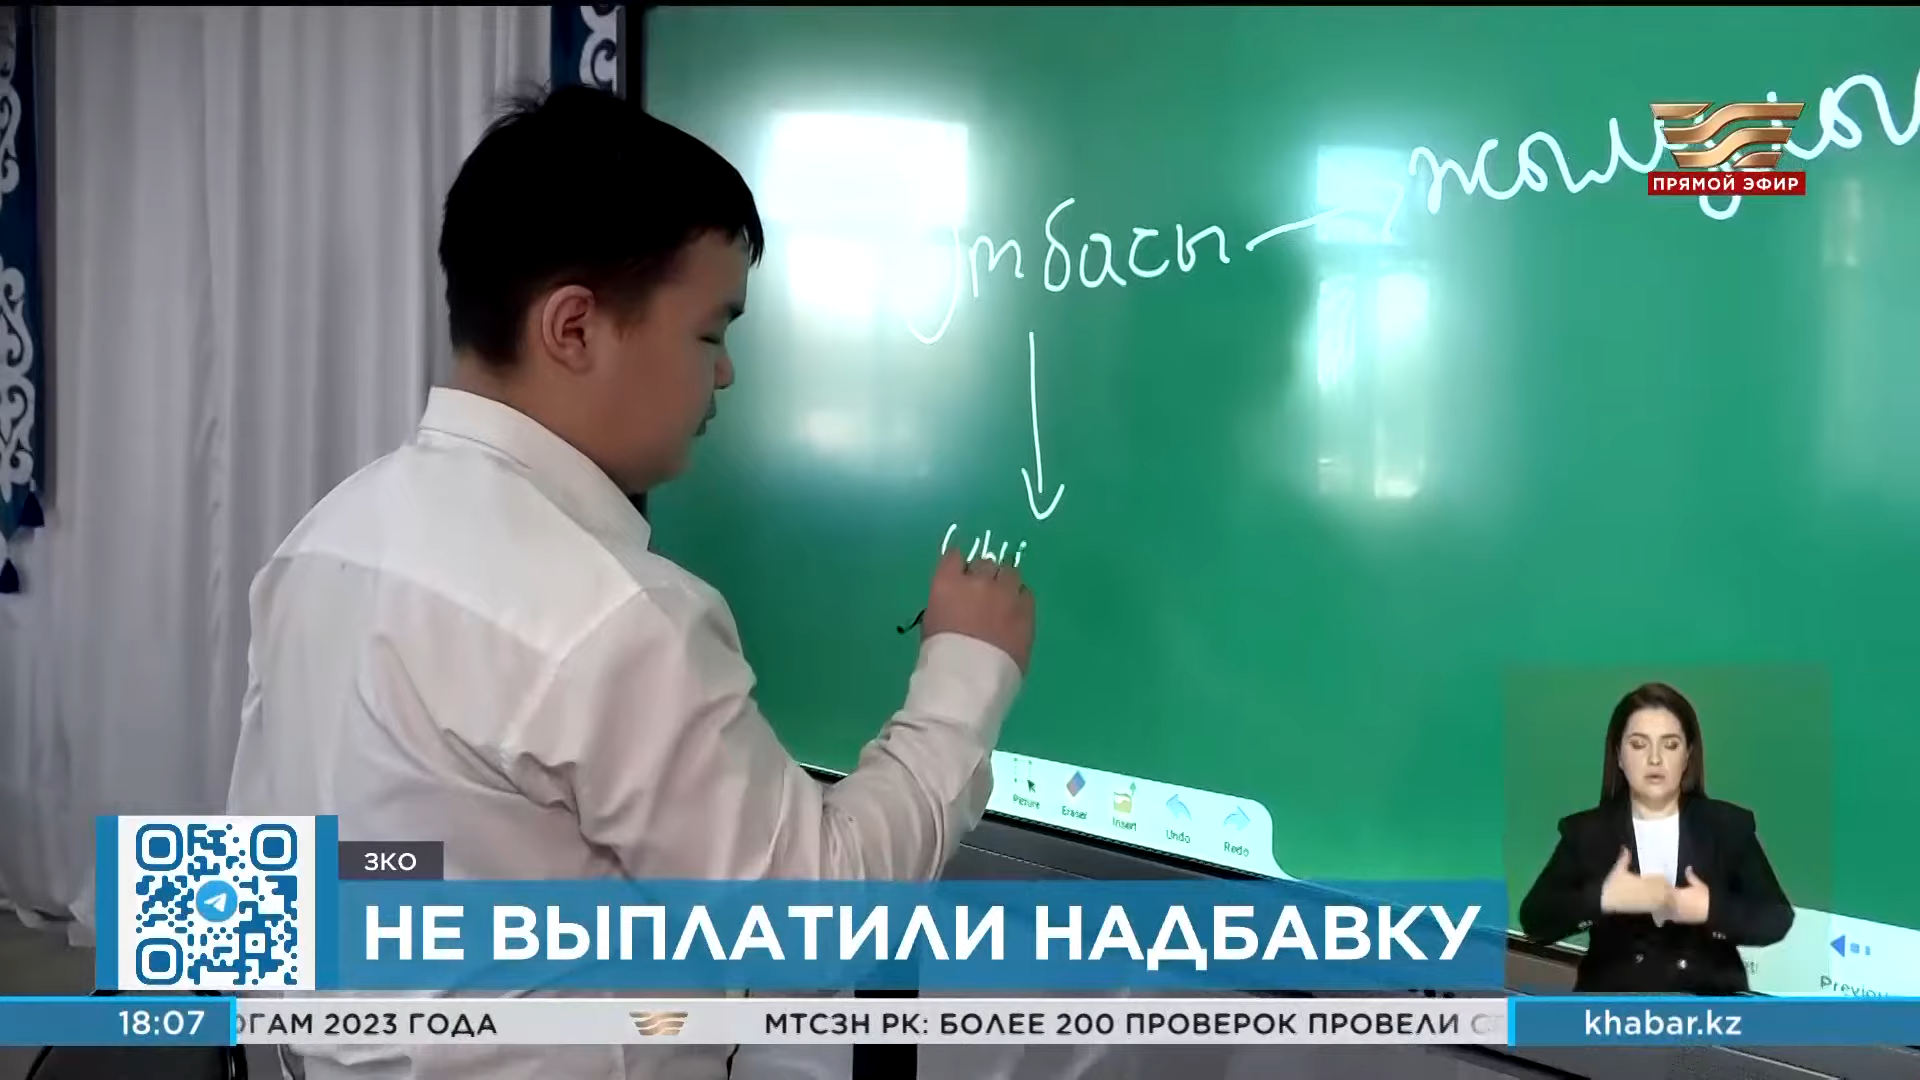 ПРЯМОЙ ЭФИР
Отбасы
Picture
Eraser
Insert
Undo
Redo
ЗКО
НЕ ВЫПЛАТИЛИ НАДБАВКУ
18:07
ОГАМ 2023 ГОДА
МТСЗН РК: БОЛЕЕ 200 ПРОВЕРОК ПРОВЕЛИ С
khabar.kz